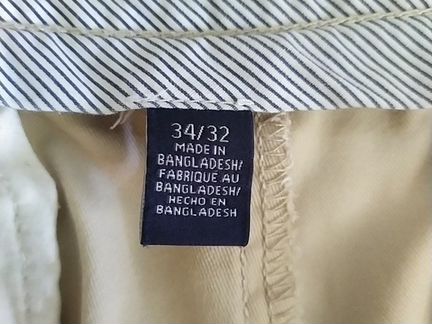 34/32
MADE IN
BANGLADESH/
FABRIQUE AU
BANGLADESH/
HECHO EN
BANGLADESH